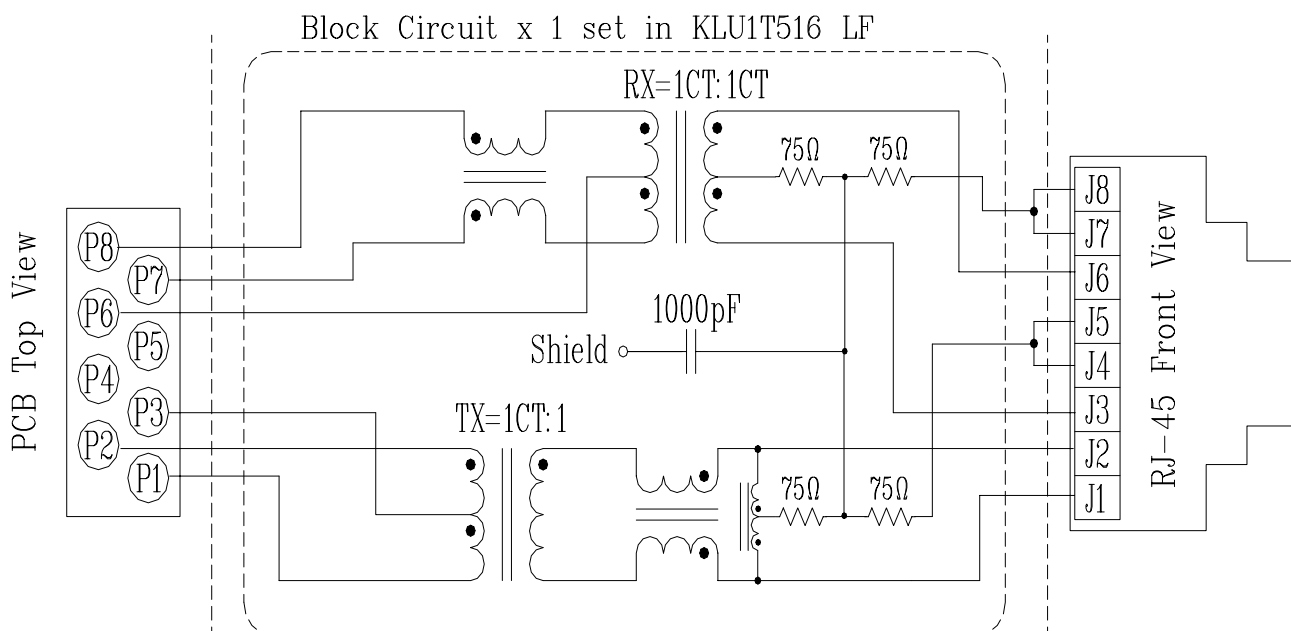 Block Circuit x 1 set in KLU1T516 LF
RX=1CT:1CT
75Ω
75Ω
PCB Top View
P8
P7
P6
P5
P4
P3
P2
P1
1000pF
Shield
TX=1CT:1
75Ω
75Ω
J8
J7
J6
J5
J4
J3
J2
J1
RJ-45 Front View